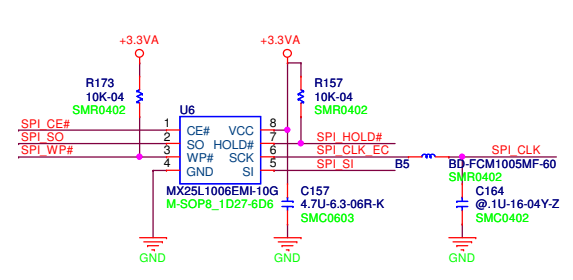 +3.3VA
+3.3VA
R173
10K-04
SMR0402
R157
10K-04
SMR0402
U6
SPI_CE#
SPI_SO
SPI_WP#
1
2
3
4
CE#
SO
WP#
GND
VCC
HOLD#
SCK
SI
8
7
6
5
SPI_HOLD#
SPI_CLK_EC
SPI_SI
B5
SPI_CLK
BD-FCM1005MF-60
SMR0402
MX25L1006EMI-10G
M-SOP8_1D27-6D6
C157
4.7U-6.3-06R-K
SMC0603
C164
@.1U-16-04Y-Z
SMC0402
GND
GND
GND